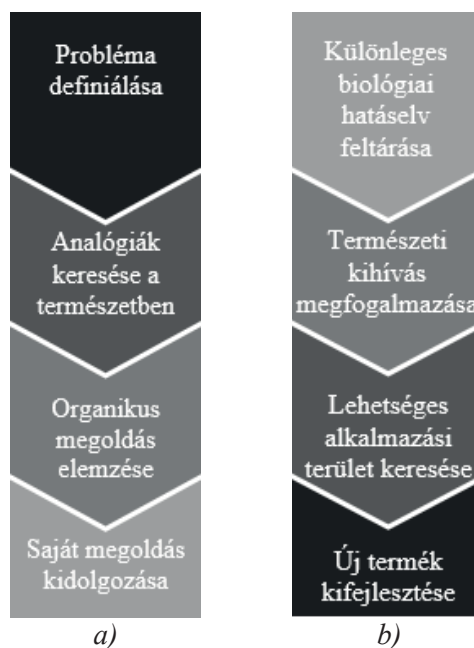 Probléma
definiálása
Analógiák
keresése a
természetben
Organikus
megoldás
elemzése
Saját megoldás
kidolgozása
a)
Különleges
biológiai
hatáselv
feltárása
Természeti
kihívás
megfogalmazása
Lehetséges
alkalmazási
terület keresése
Új termék
kifejlesztése
b)